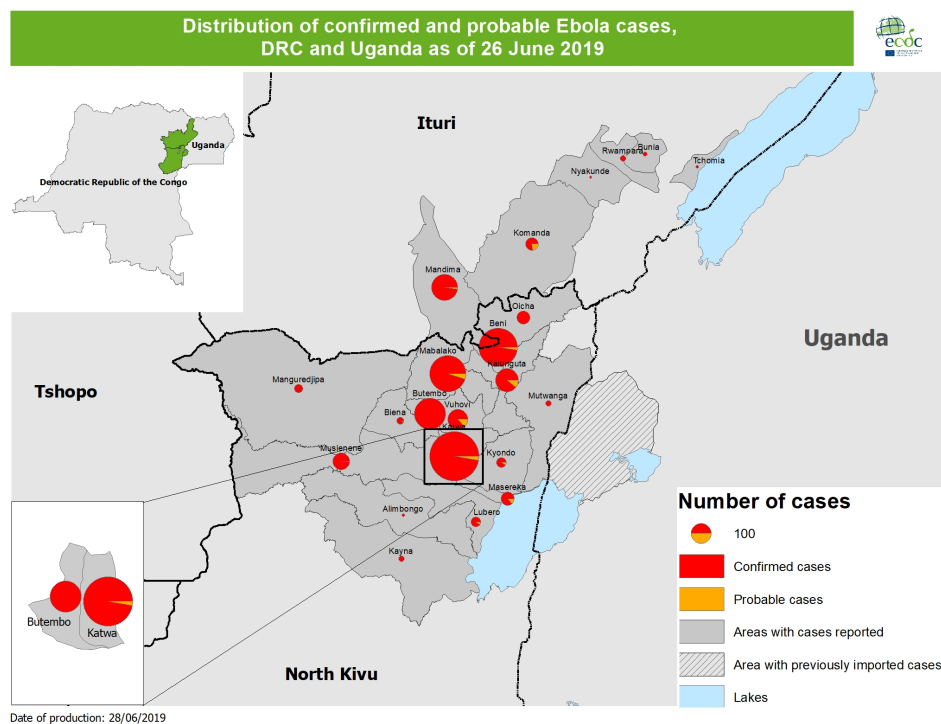 Distribution of confirmed and probable Ebola cases,
DRC and Uganda as of 26 June 2019
ecdc
Uganda
Democratic Republic of the Congo
Ituri
Rwampara
Bunia
Tchomia
Nyakunde
Komanda
Mandima
Oicha
Beni
Uganda
Mabalako
Kalunguta
Tshopo
Manguredjipa
Butembo
Vuhovi
Mutwanga
Biena
Katwa
Musienene
Kyondo
Masereka
Alimbongo
Lubero
Kayna
Butembo
Katwa
North Kivu
Number of cases
100
Confirmed cases
Probable cases
Areas with cases reported
Area with previously imported cases
Lakes
Date of production: 28/06/2019